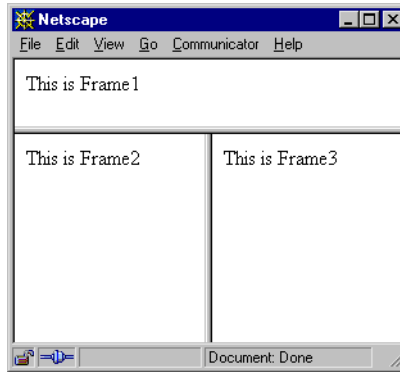 Netscape
File Edit View Go Communicator Help
This is Frame1
This is Frame2
This is Frame3
Document: Done